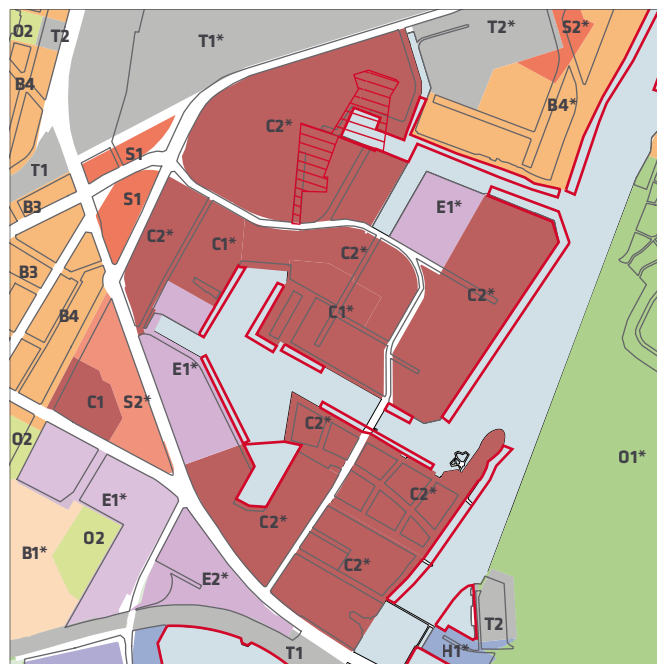 O2
T2
T1*
T2*
S2*
B4
B4*
C2*
T1
S1
S1
B3
E1*
C2*
C1*
C2*
B3
C2*
B4
C1*
E1*
C1
S2*
C2*
O2
O1*
E1*
C2*
C2*
O2
B1*
C2*
E2*
T2
T1
H1*